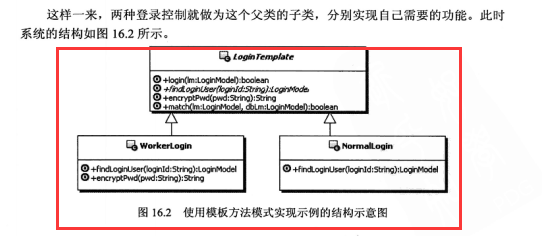 这样一来，两种登录控制就做为这个父类的子类，分别实现自己需要的功能。此时
系统的结构如图 16.2 所示。
LoginTemplate
+login(lm:LoginModel):boolean
+findLoginUser(loginId:String):LoginModel
+encryptPwd(pwd:String):String
+match(lm:LoginModel, dbLm:LoginModel):boolean
WorkerLogin
+findLoginUser(loginId:String):LoginModel
+encryptPwd(pwd:String):String
NormalLogin
+findLoginUser(loginId:String):LoginModel
图 16.2 使用模板方法模式实现示例的结构示意图